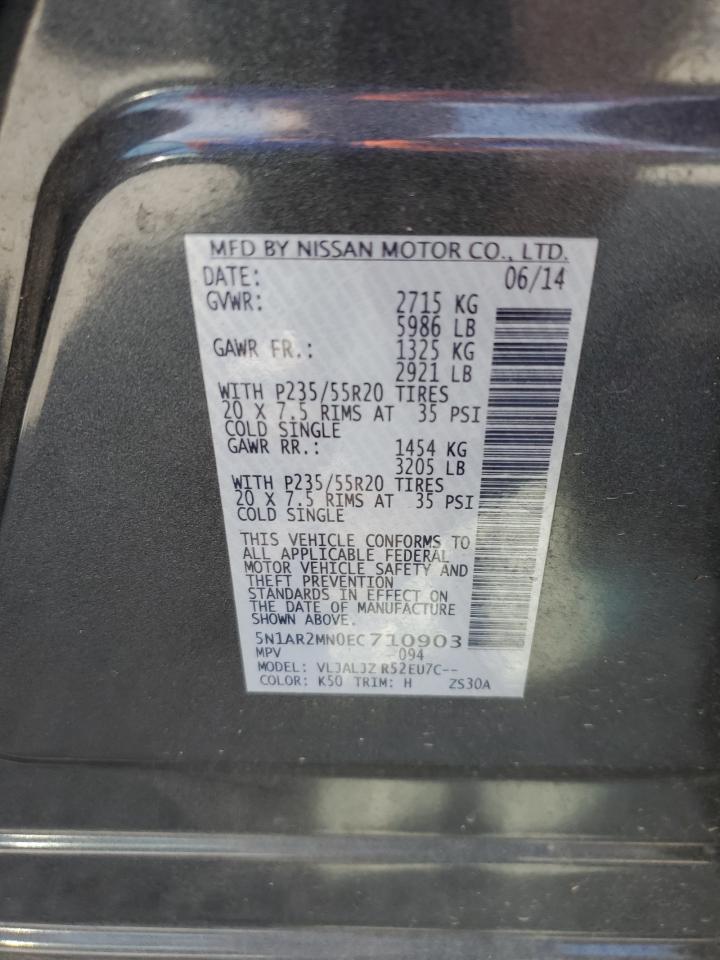 MFD BY NISSAN MOTOR CO., LTD.
DATE: 06/14
GVWR: 2715 KG
5986 LB
GAWR FR.: 1325 KG
2921 LB
WITH P235/55R20 TIRES
20 X 7.5 RIMS AT 35 PSI
COLD SINGLE
GAWR RR.: 1454 KG
3205 LB
WITH P235/55R20 TIRES
20 X 7.5 RIMS AT 35 PSI
COLD SINGLE
THIS VEHICLE CONFORMS TO
ALL APPLICABLE FEDERAL
MOTOR VEHICLE SAFETY AND
THEFT PREVENTION
STANDARDS IN EFFECT ON
THE DATE OF MANUFACTURE
SHOWN ABOVE.
5N1AR2MN0EC710903
MPV -094
MODEL: VLJALJZ R52EU7C--
COLOR: K50 TRIM: H ZS30A